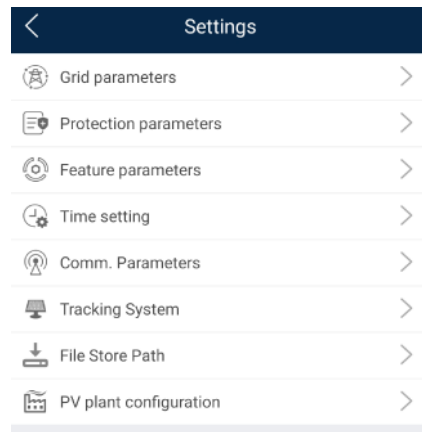 Settings
Grid parameters
Protection parameters
Feature parameters
Time setting
Comm. Parameters
Tracking System
File Store Path
PV plant configuration